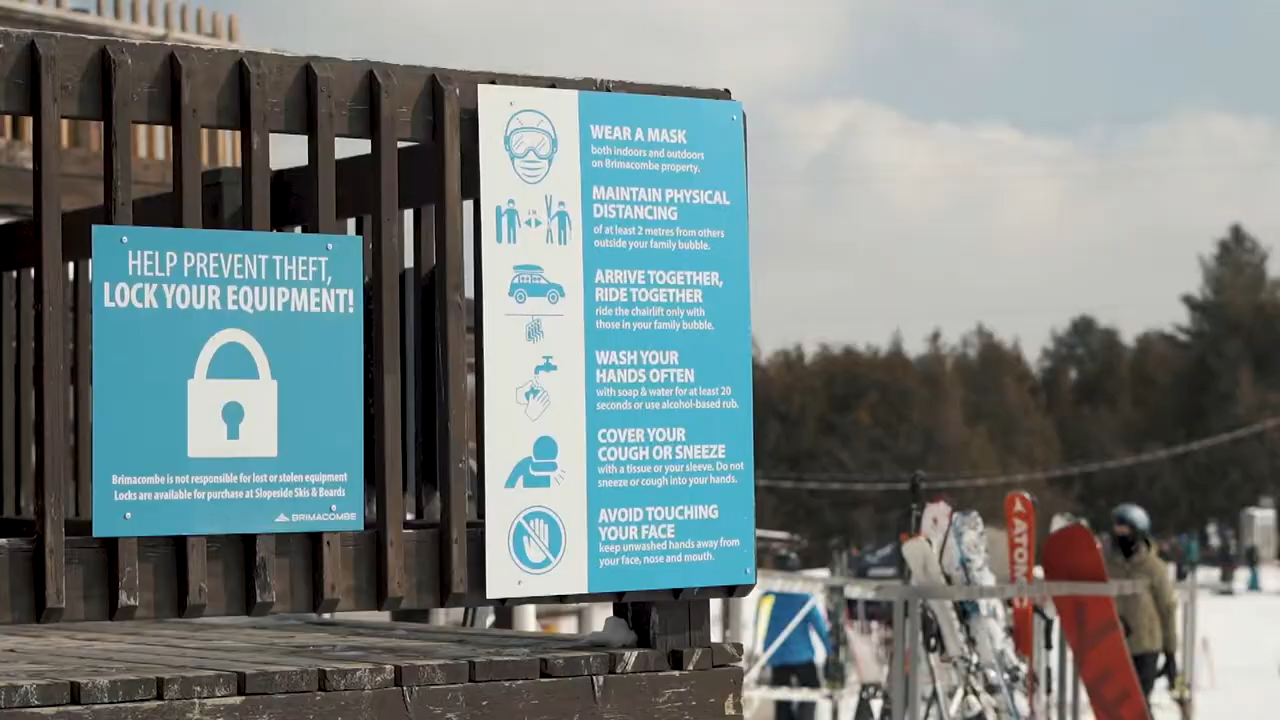 HELP PREVENT THEFT,
LOCK YOUR EQUIPMENT!
Brimacombe is not responsible for lost or stolen equipment
Locks are available for purchase at Slopeside Skis & Boards
BRIMACOMBE
WEAR A MASK
both indoors and outdoors
on Brimacombe property.
MAINTAIN PHYSICAL
DISTANCING
of at least 2 metres from others
outside your family bubble.
ARRIVE TOGETHER,
RIDE TOGETHER
ride the chairlift only with
those in your family bubble.
WASH YOUR
HANDS OFTEN
with soap & water for at least 20
seconds or use alcohol-based rub.
COVER YOUR
COUGH OR SNEEZE
with a tissue or your sleeve. Do not
sneeze or cough into your hands.
AVOID TOUCHING
YOUR FACE
keep unwashed hands away from
your face, nose and mouth.
ATOMIC